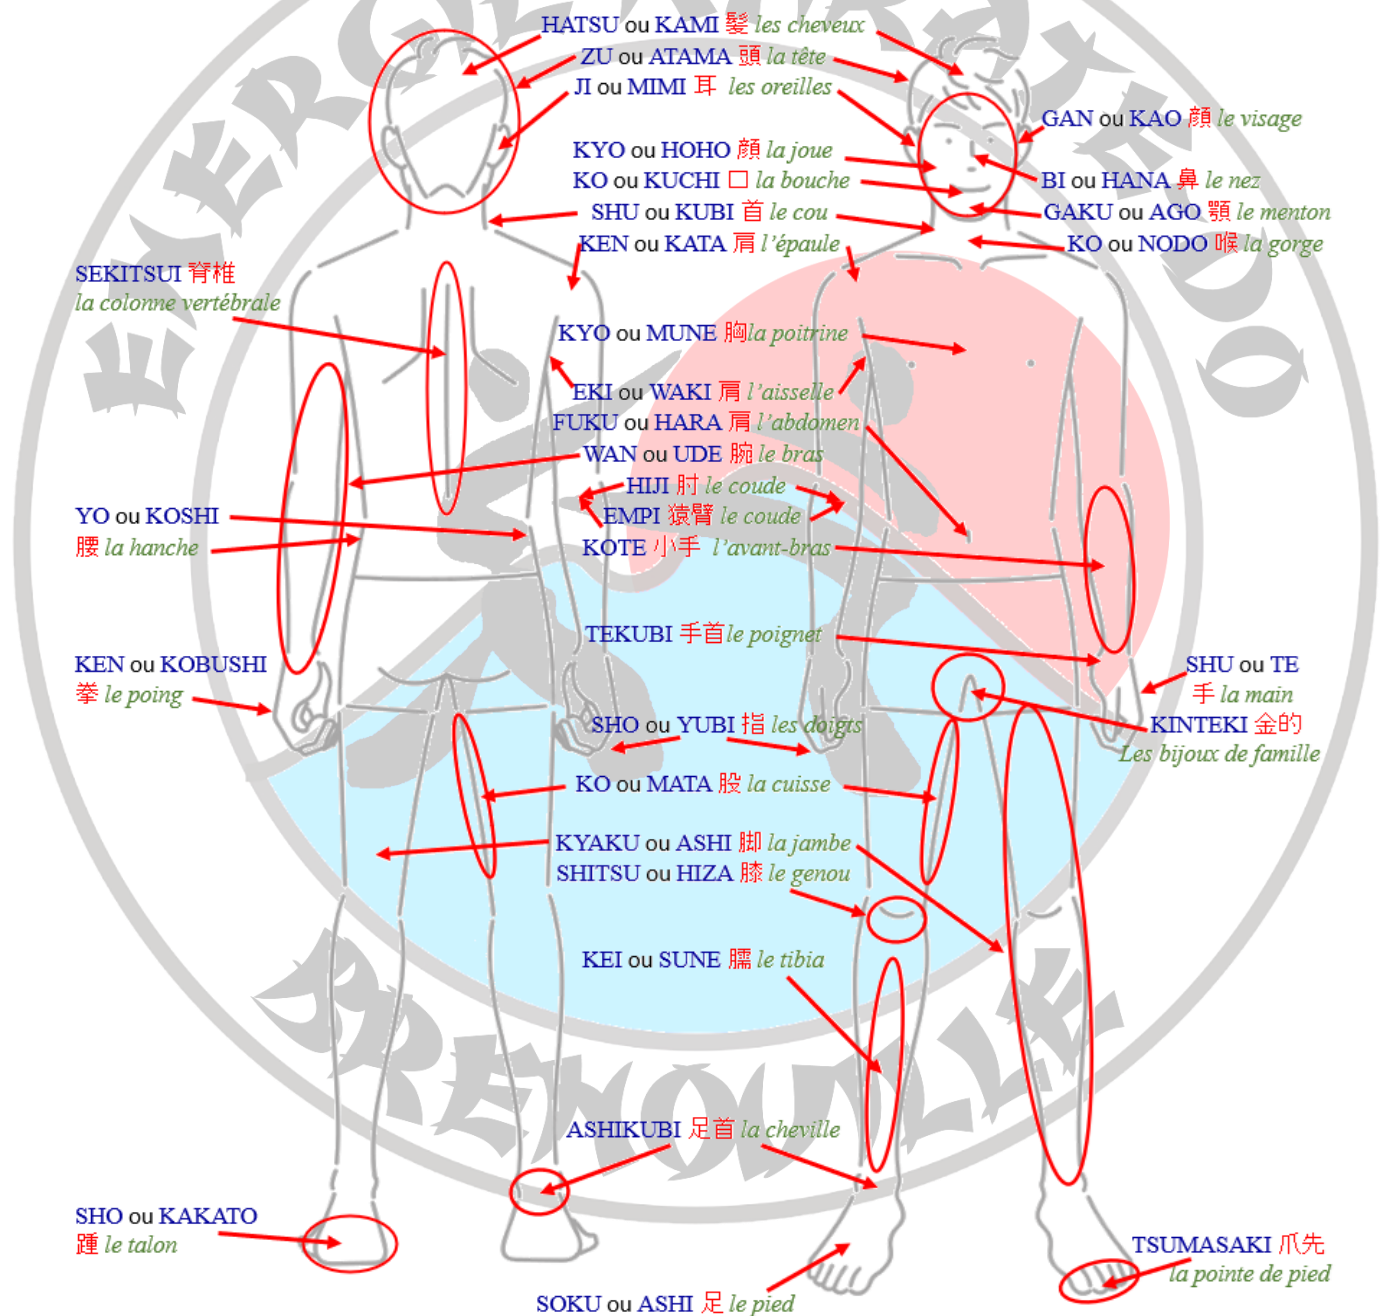 HATSU ou KAMI 髪 les cheveux
ZU ou ATAMA 頭 la tête
JI ou MIMI 耳 les oreilles
GAN ou KAO 顔 le visage
KYO ou HOHO 顔 la joue
KO ou KUCHI 口 la bouche
BI ou HANA 鼻 le nez
SHU ou KUBI 首 le cou
GAKU ou AGO 顎 le menton
KEN ou KATA 肩 l'épaule
KO ou NODO 喉 la gorge
SEKITSUI 脊椎
la colonne vertébrale
KYO ou MUNE 胸la poitrine
EKI ou WAKI 肩 l'aisselle
FUKU ou HARA 肩 l'abdomen
WAN ou UDE 腕 le bras
HIJI 肘 le coude
EMPI 猿臂 le coude
YO ou KOSHI
腰 la hanche
KOTE 小手 l'avant-bras
TEKUBI 手首le poignet
KEN ou KOBUSHI
拳 le poing
SHU ou TE
手 la main
SHO ou YUBI 指 les doigts
KINTEKI 金的
Les bijoux de famille
KO ou MATA 股 la cuisse
KYAKU ou ASHI 脚 la jambe
SHITSU ou HIZA 膝 le genou
KEI ou SUNE 臑 le tibia
ASHIKUBI 足首 la cheville
SHO ou KAKATO
踵 le talon
TSUMASAKI 爪先
la pointe de pied
SOKU ou ASHI 足 le pied
BRENOUILLE